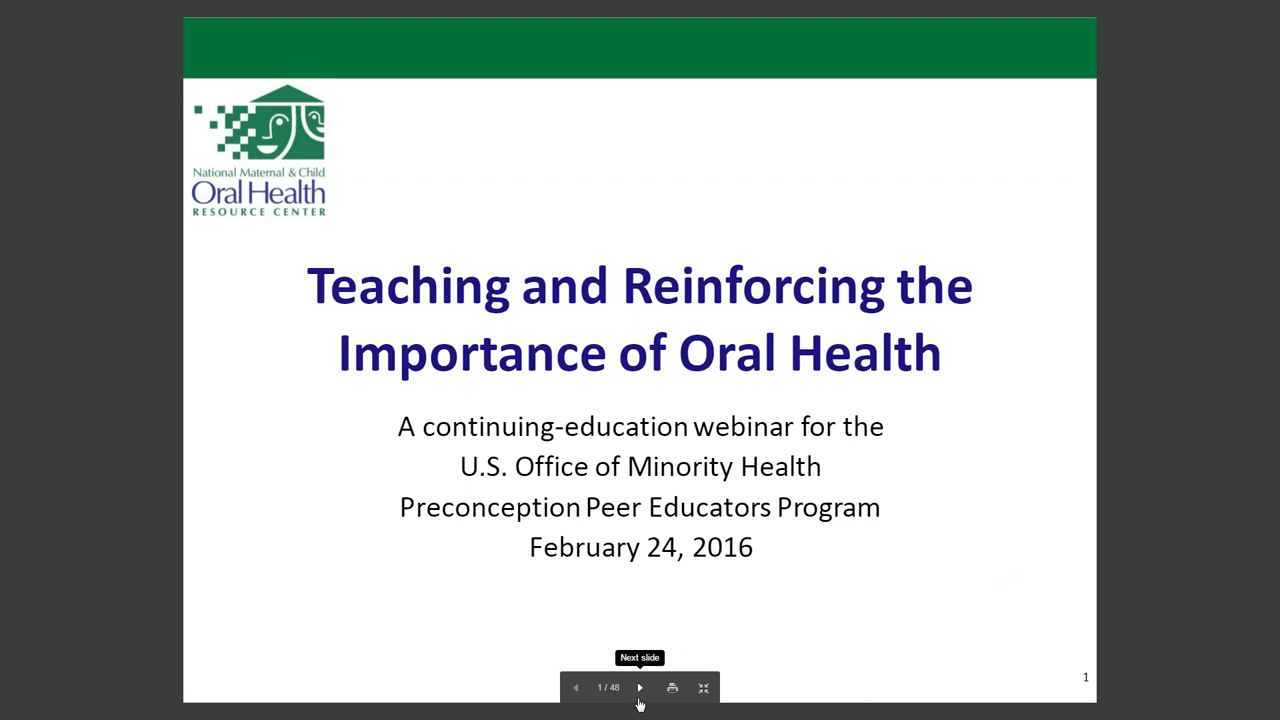 National Maternal & Child
Oral Health
RESOURCE CENTER
Teaching and Reinforcing the
Importance of Oral Health
A continuing-education webinar for the
U.S. Office of Minority Health
Preconception Peer Educators Program
February 24, 2016
Next slide
1 / 48
1